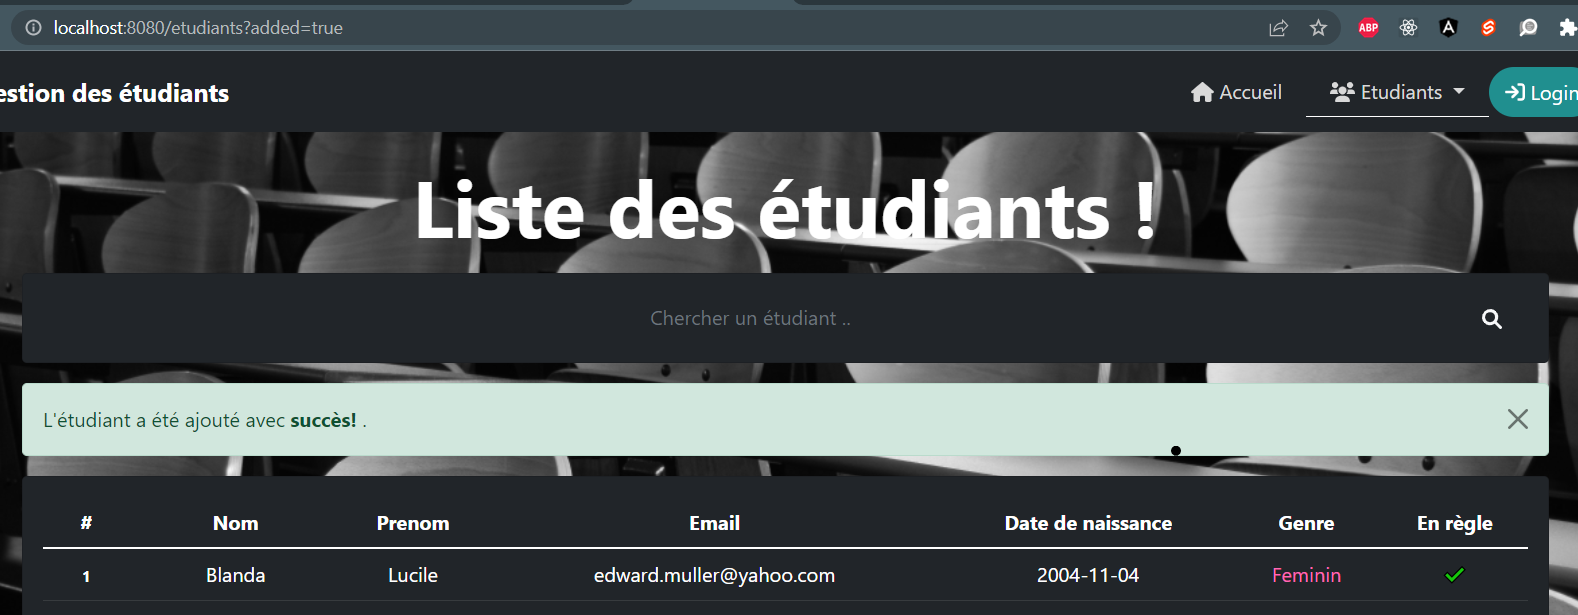 localhost:8080/etudiants?added=true
ABP
estion des étudiants
Accueil
Etudiants
Login
Liste des étudiants !
Chercher un étudiant ..
L'étudiant a été ajouté avec succès! .
# Nom Prenom Email Date de naissance Genre En règle
1 Blanda Lucile edward.muller@yahoo.com 2004-11-04 Feminin